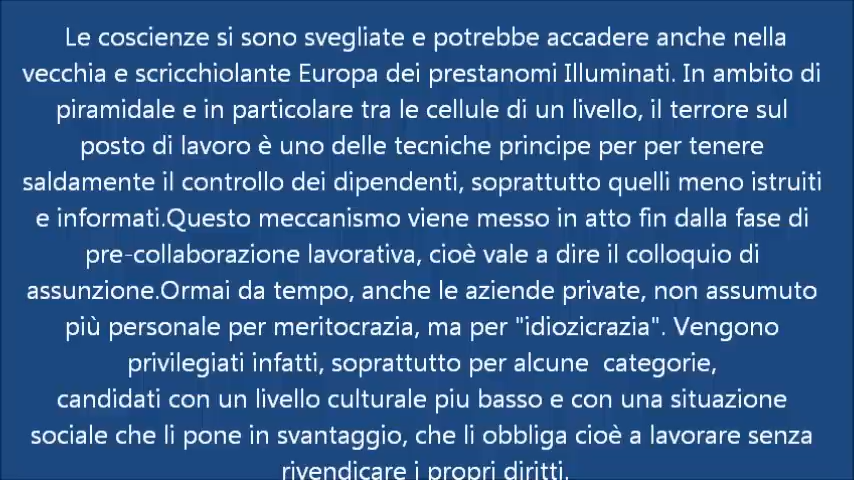 Le coscienze si sono svegliate e potrebbe accadere anche nella
vecchia e scricchiolante Europa dei prestanomi Illuminati. In ambito di
piramidale e in particolare tra le cellule di un livello, il terrore sul
posto di lavoro è uno delle tecniche principe per per tenere
saldamente il controllo dei dipendenti, soprattutto quelli meno istruiti
e informati.Questo meccanismo viene messo in atto fin dalla fase di
pre-collaborazione lavorativa, cioè vale a dire il colloquio di
assunzione.Ormai da tempo, anche le aziende private, non assumuto
più personale per meritocrazia, ma per "idiozicrazia". Vengono
privilegiati infatti, soprattutto per alcune  categorie,
candidati con un livello culturale piu basso e con una situazione
sociale che li pone in svantaggio, che li obbliga cioè a lavorare senza
rivendicare i propri diritti.